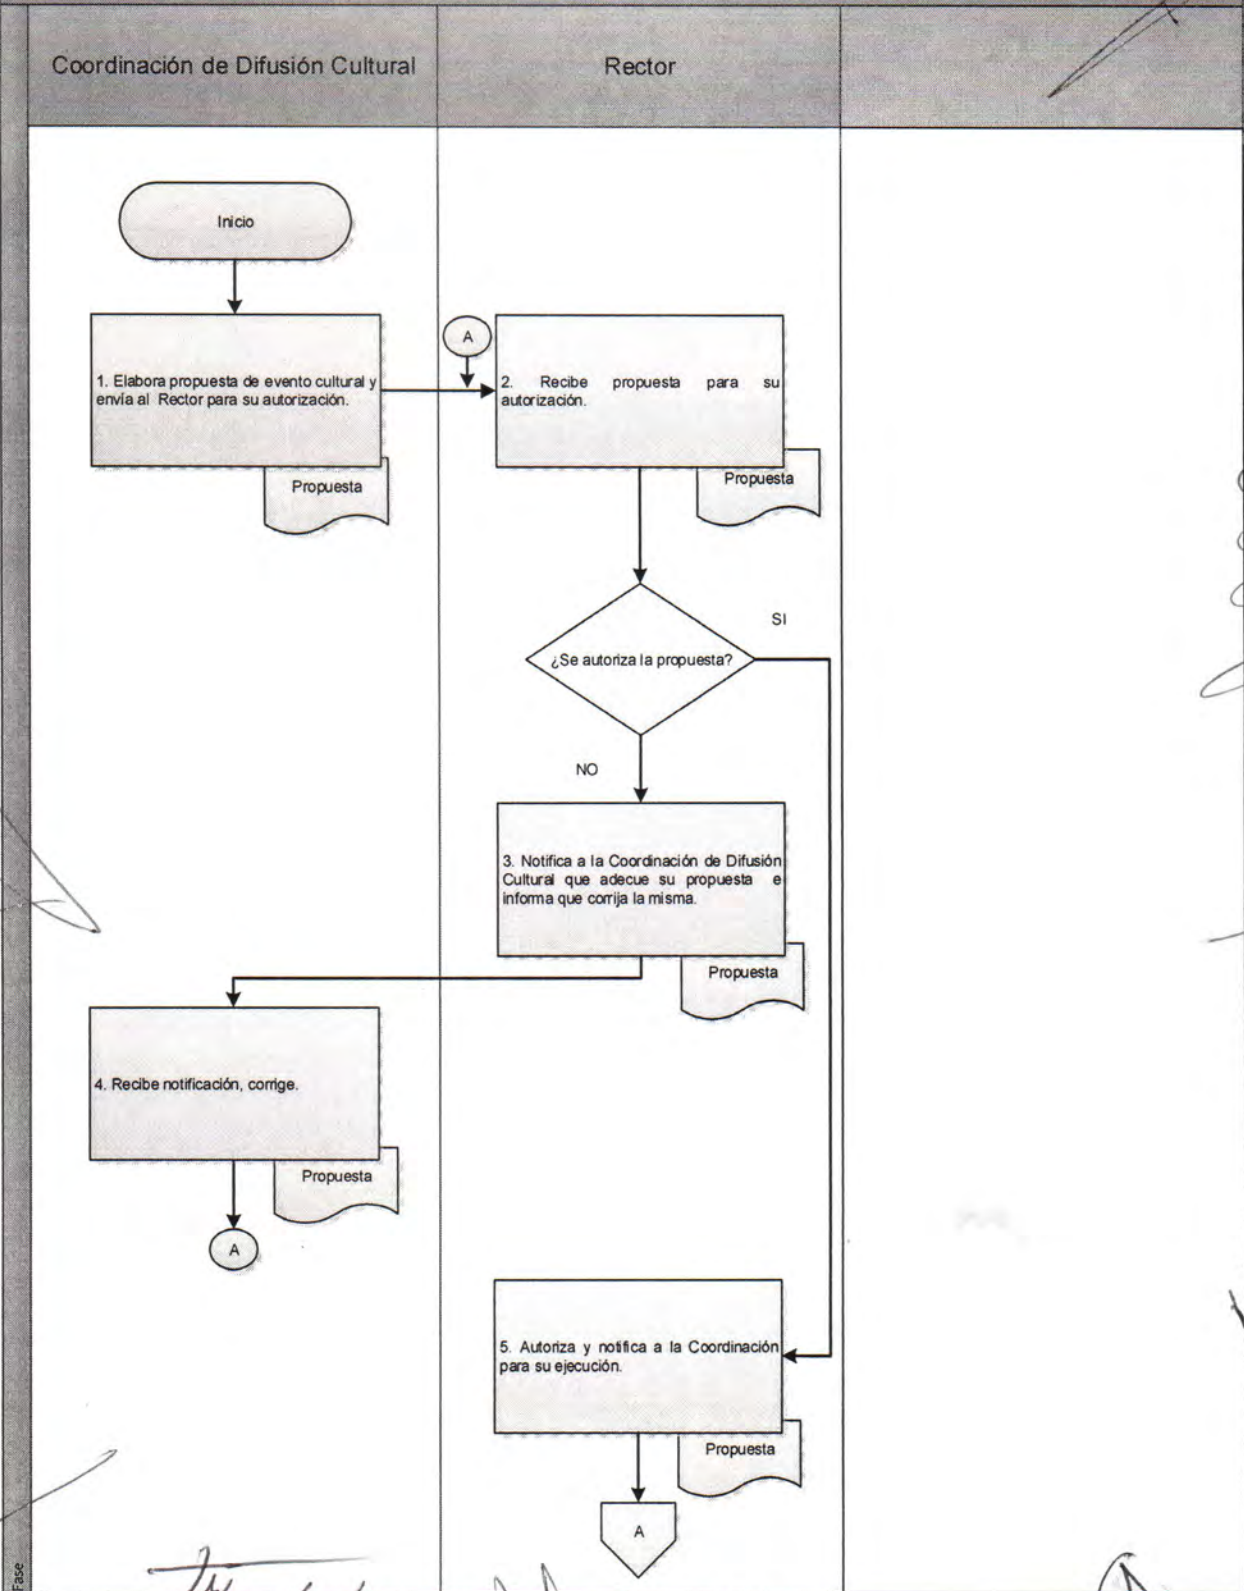 Coordinación de Difusión Cultural
Rector
Inicio
1. Elabora propuesta de evento cultural y
envía al Rector para su autorización.
Propuesta
A
2. Recibe propuesta para su
autorización.
Propuesta
¿Se autoriza la propuesta?
SI
NO
3. Notifica a la Coordinación de Difusión
Cultural que adecue su propuesta e
informa que corrija la misma.
Propuesta
4. Recibe notificación, corrige.
Propuesta
A
5. Autoriza y notifica a la Coordinación
para su ejecución.
Propuesta
A
Fase